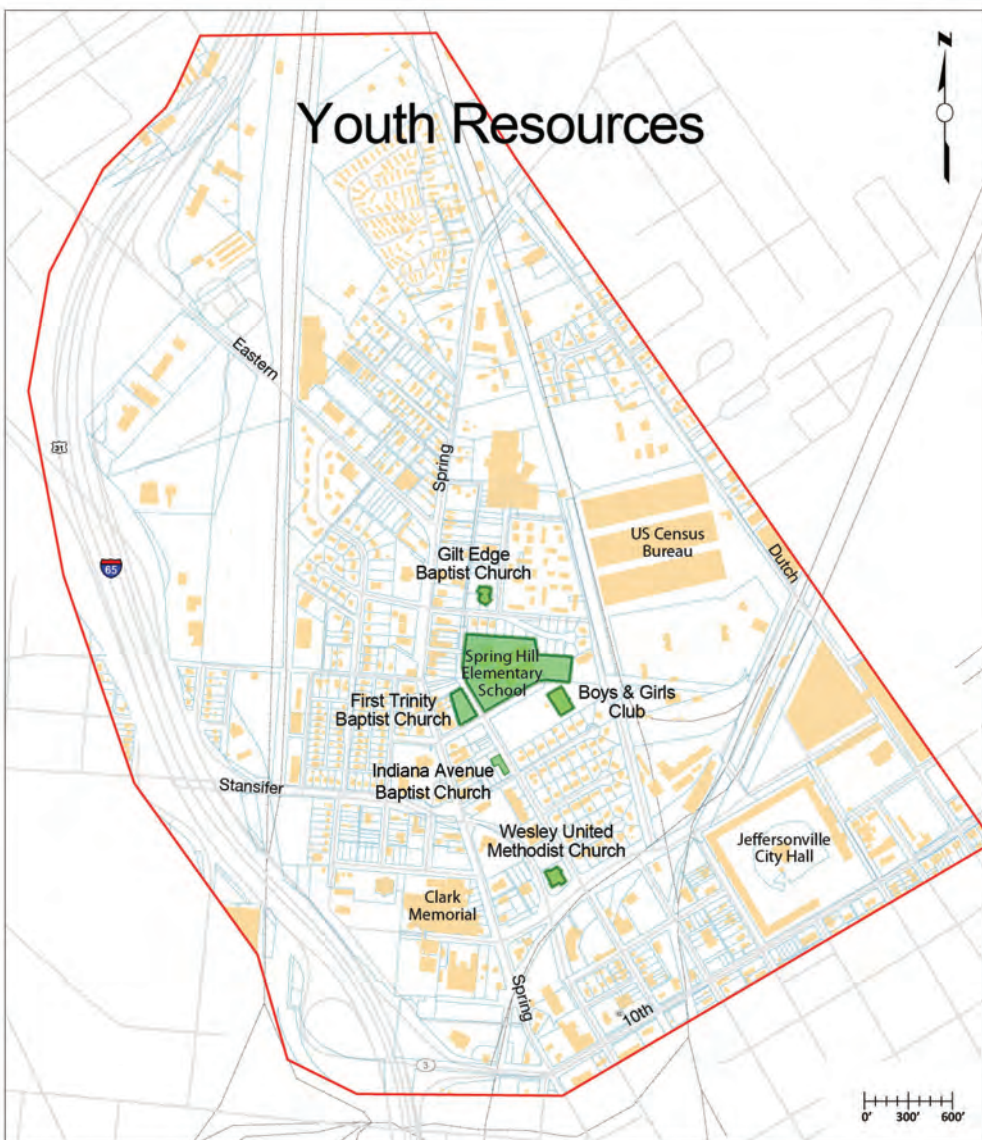 Youth Resources
N
Eastern
Spring
31
US Census
Bureau
Dutch
65
Gilt Edge
Baptist Church
Spring Hill
Elementary
School
First Trinity
Baptist Church
Boys & Girls
Club
Indiana Avenue
Baptist Church
Stansifer
Wesley United
Methodist Church
Jeffersonville
City Hall
Clark
Memorial
Spring
10th
3
0' 300' 600'